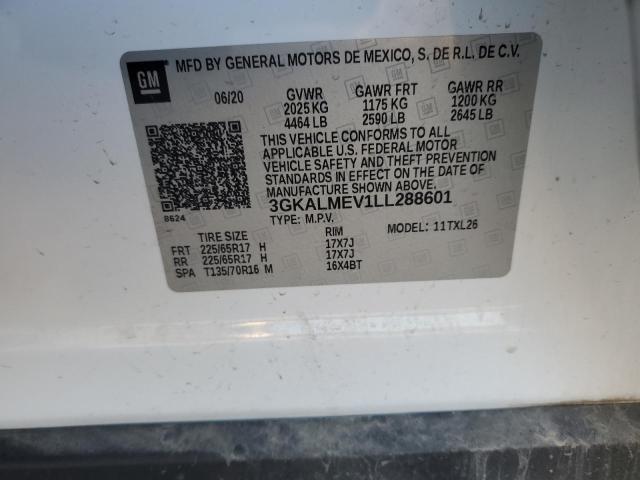 GM
MFD BY GENERAL MOTORS DE MEXICO, S. DE R.L. DE C.V.
06/20 GVWR GAWR FRT GAWR RR
2025 KG 1175 KG 1200 KG
4464 LB 2590 LB 2645 LB
THIS VEHICLE CONFORMS TO ALL
APPLICABLE U.S. FEDERAL MOTOR
VEHICLE SAFETY AND THEFT PREVENTION
STANDARDS IN EFFECT ON THE DATE OF
MANUFACTURE SHOWN ABOVE.
8624
3GKALMEV1LL288601
TYPE: M.P.V. MODEL: 11TXL26
TIRE SIZE RIM
FRT 225/65R17 H 17X7J
RR 225/65R17 H 17X7J
SPA T135/70R16 M 16X4BT